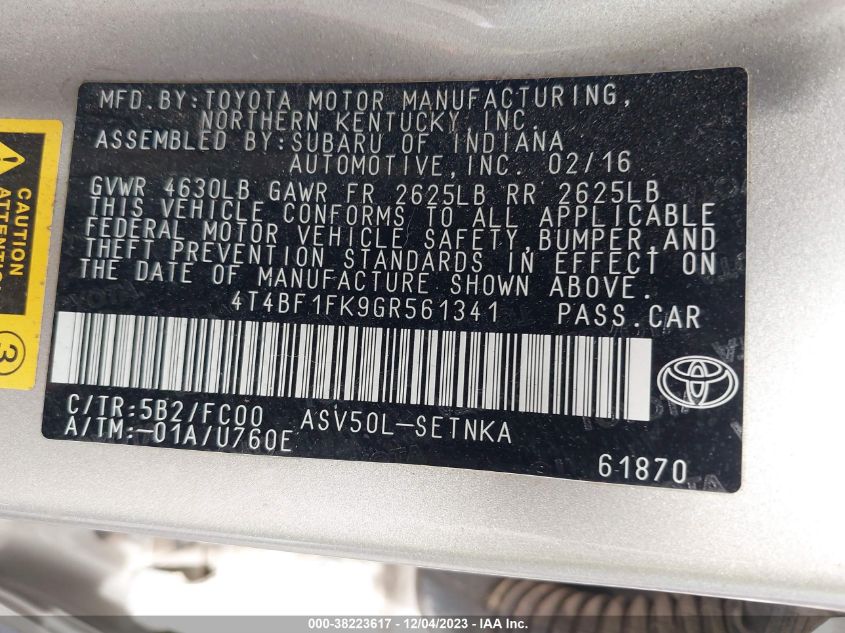 MFD.BY:TOYOTA MOTOR MANUFACTURING,
NORTHERN KENTUCKY, INC.
ASSEMBLED BY:SUBARU OF INDIANA
AUTOMOTIVE,INC. 02/16
GVWR 4630LB GAWR FR 2625LB RR 2625LB
THIS VEHICLE CONFORMS TO ALL APPLICABLE
FEDERAL MOTOR VEHICLE SAFETY,BUMPER,AND
THEFT PREVENTION STANDARDS IN EFFECT ON
THE DATE OF MANUFACTURE SHOWN ABOVE.
4T4BF1FK9GR561341 PASS.CAR
C/TR:5B2/FC00 ASV50L-SETNKA
A/TM:-01A/U760E
61870
CAUTION
3
000-38223617 - 12/04/2023 - IAA Inc.